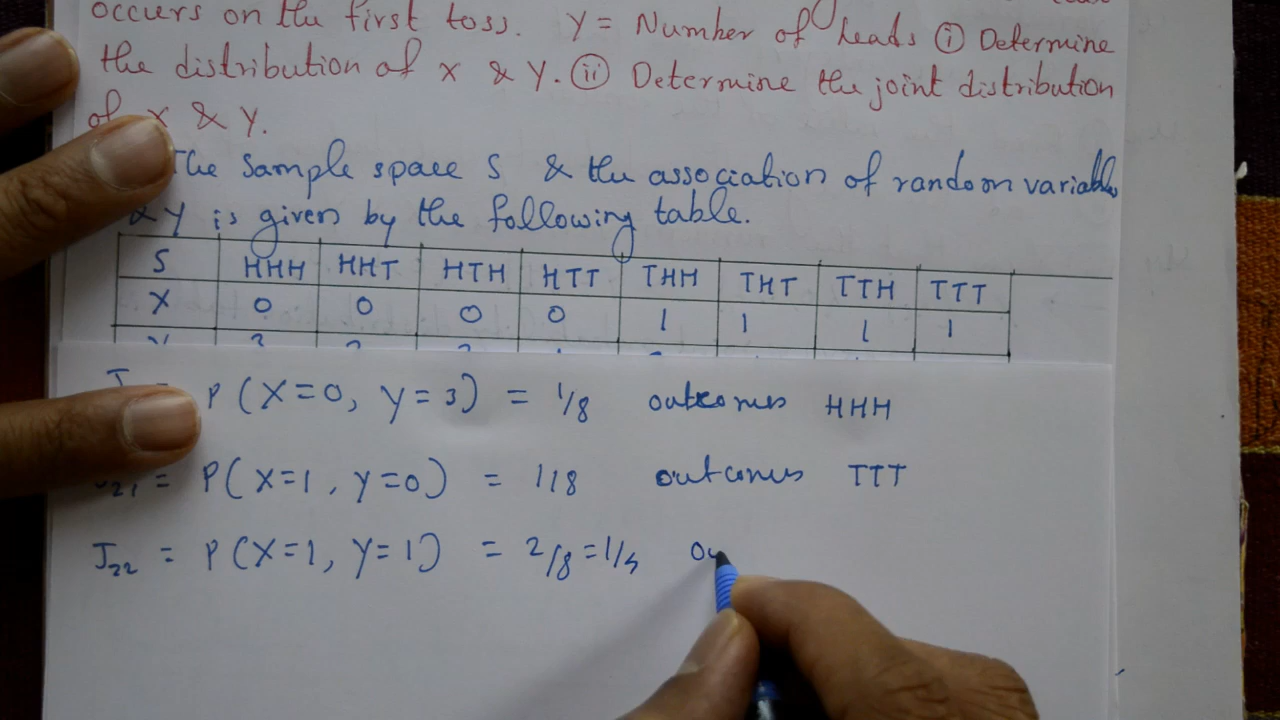 occurs on the first toss. Y = Number of heads (i) Determine
the distribution of X & Y. (ii) Determine the joint distribution
of X & Y.
The Sample space S & the association of random variables
& Y is given by the following table.
S HHH HHT HTH HTT THH THT TTH TTT
X 0 0 0 0 1 1 1 1
P(X=0, Y=3) = 1/8 outcomes HHH
J21 = P(X=1, Y=0) = 1/8 outcomes TTT
J22 = P(X=1, Y=1) = 2/8 = 1/4 Ou